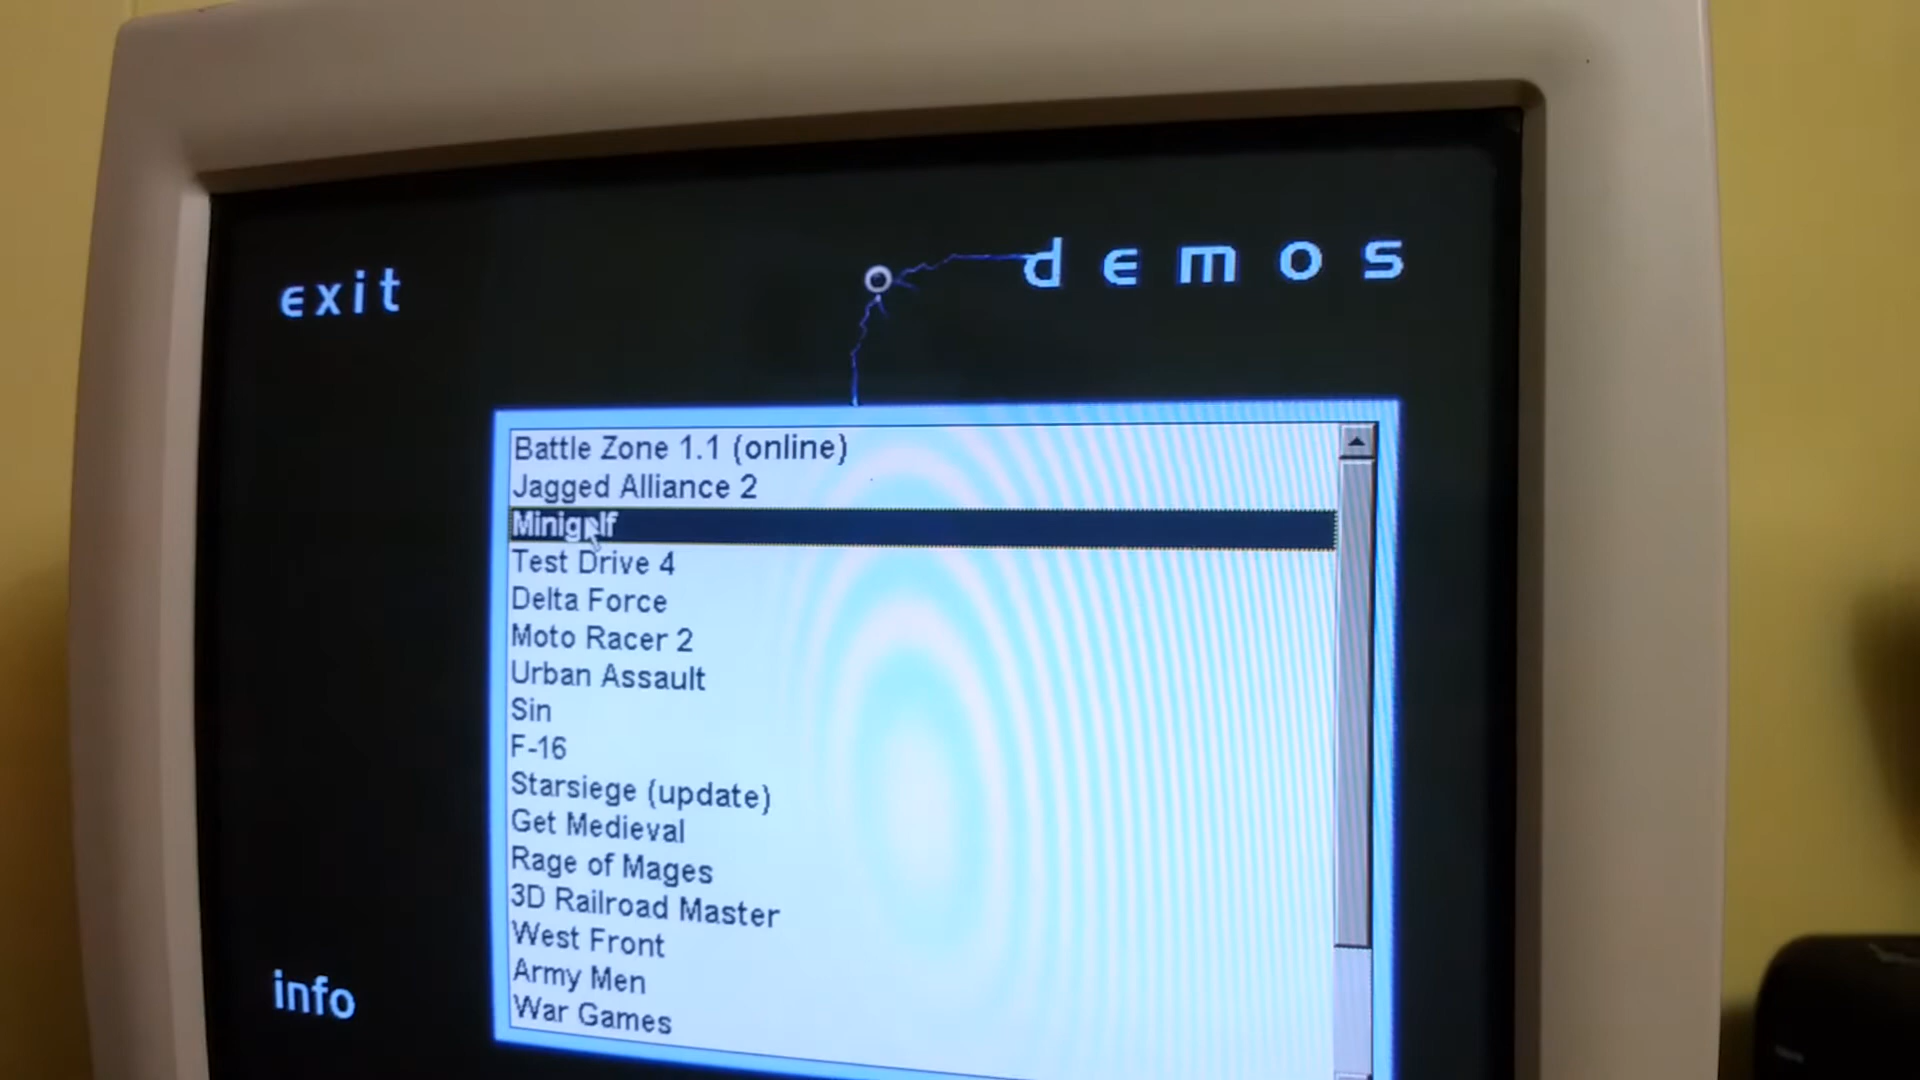 exit
demos
Battle Zone 1.1 (online)
Jagged Alliance 2
Minigolf
Test Drive 4
Delta Force
Moto Racer 2
Urban Assault
Sin
F-16
Starsiege (update)
Get Medieval
Rage of Mages
3D Railroad Master
West Front
Army Men
War Games
info